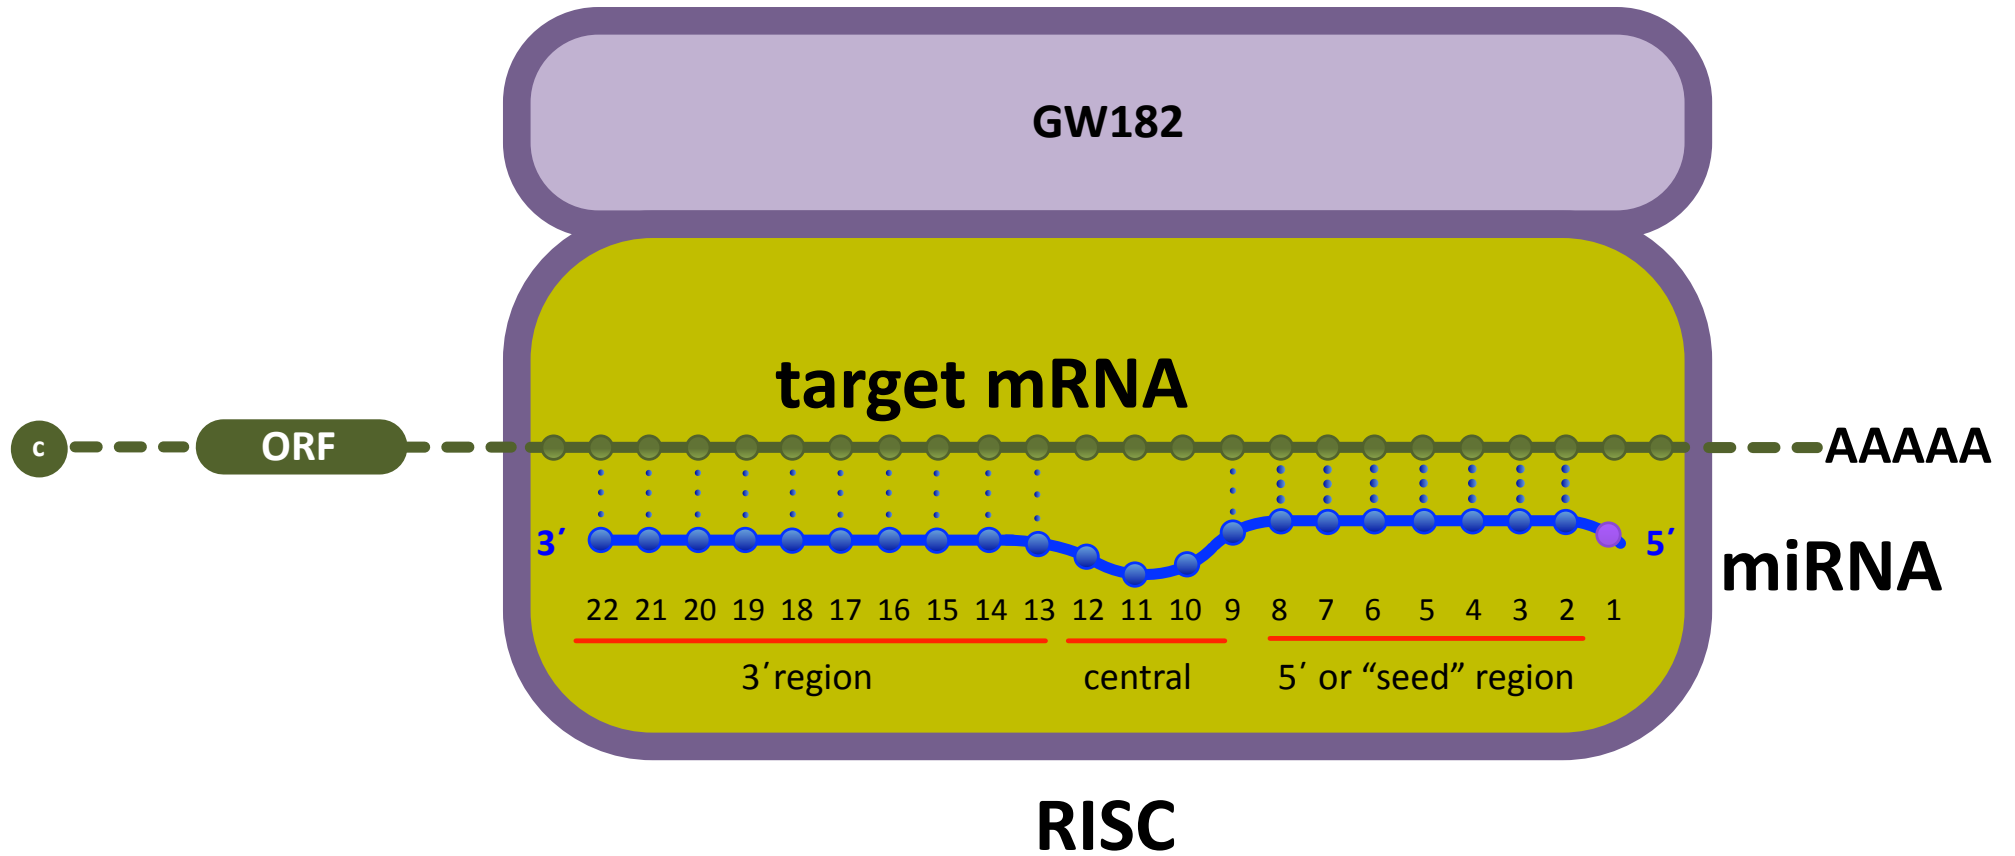 GW182
target mRNA
c ORF AAAAA
3´ 5´
miRNA
22 21 20 19 18 17 16 15 14 13 12 11 10 9 8 7 6 5 4 3 2 1
3´region central 5´ or “seed” region
RISC